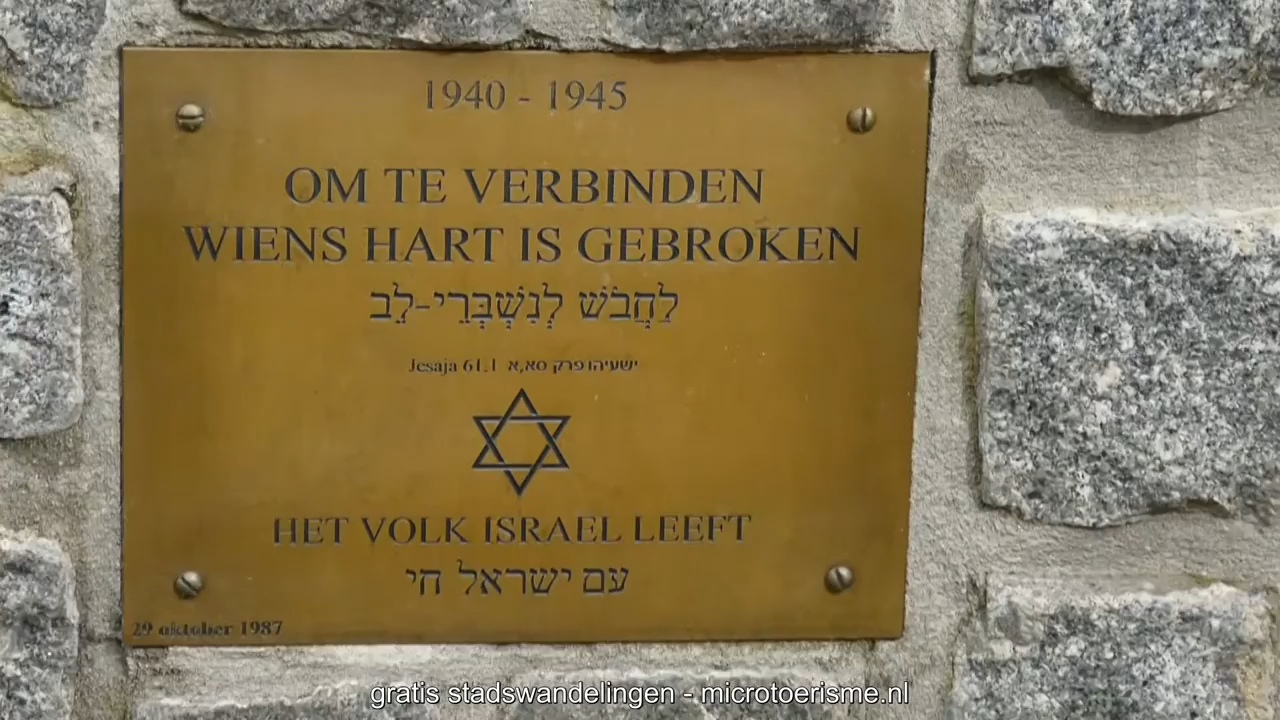 1940 - 1945
OM TE VERBINDEN
WIENS HART IS GEBROKEN
לַחֲבֹשׁ לְנִשְׁבְּרֵי-לֵב
Jesaja 61.1 ישעיהו פרק סא,א
HET VOLK ISRAEL LEEFT
עם ישראל חי
29 oktober 1987
gratis stadswandelingen - microtoerisme.nl